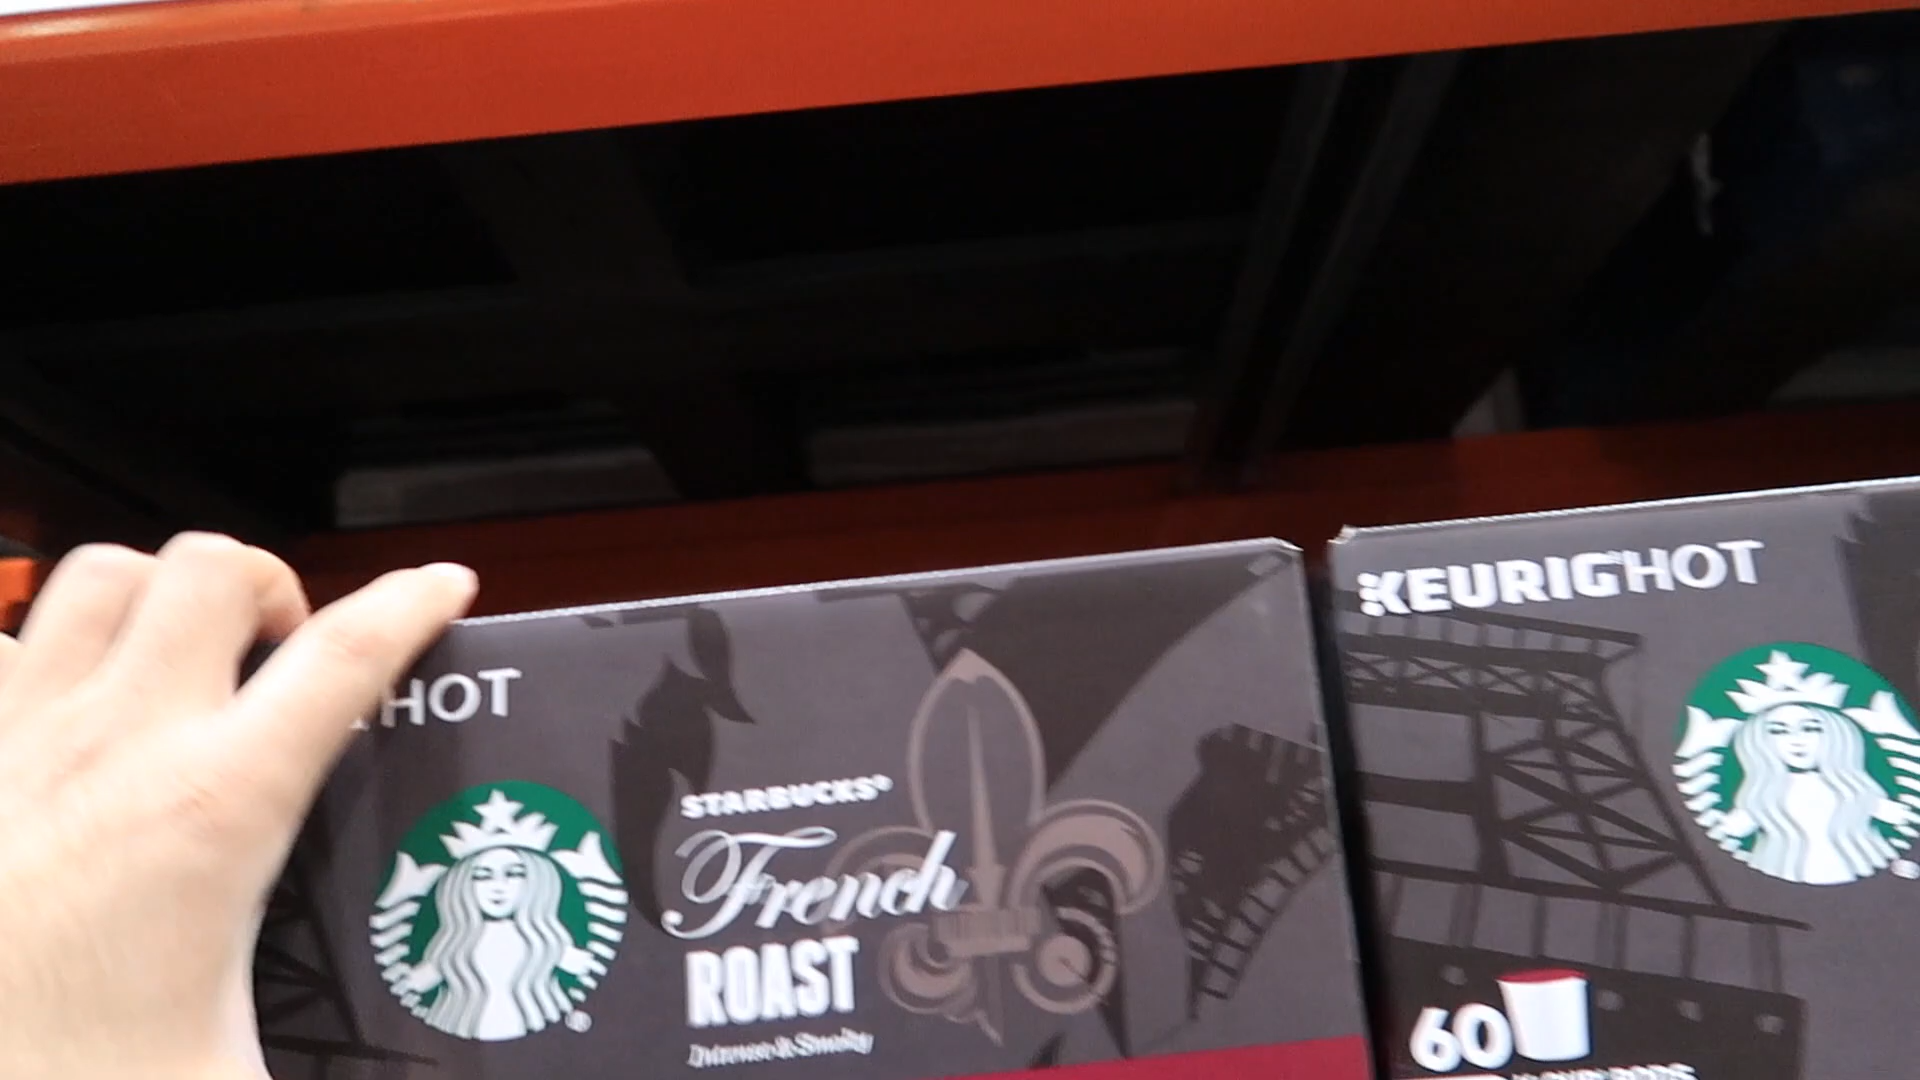 HOT
STARBUCKS®
French
ROAST
Intense & Smoky
KEURIG HOT
60